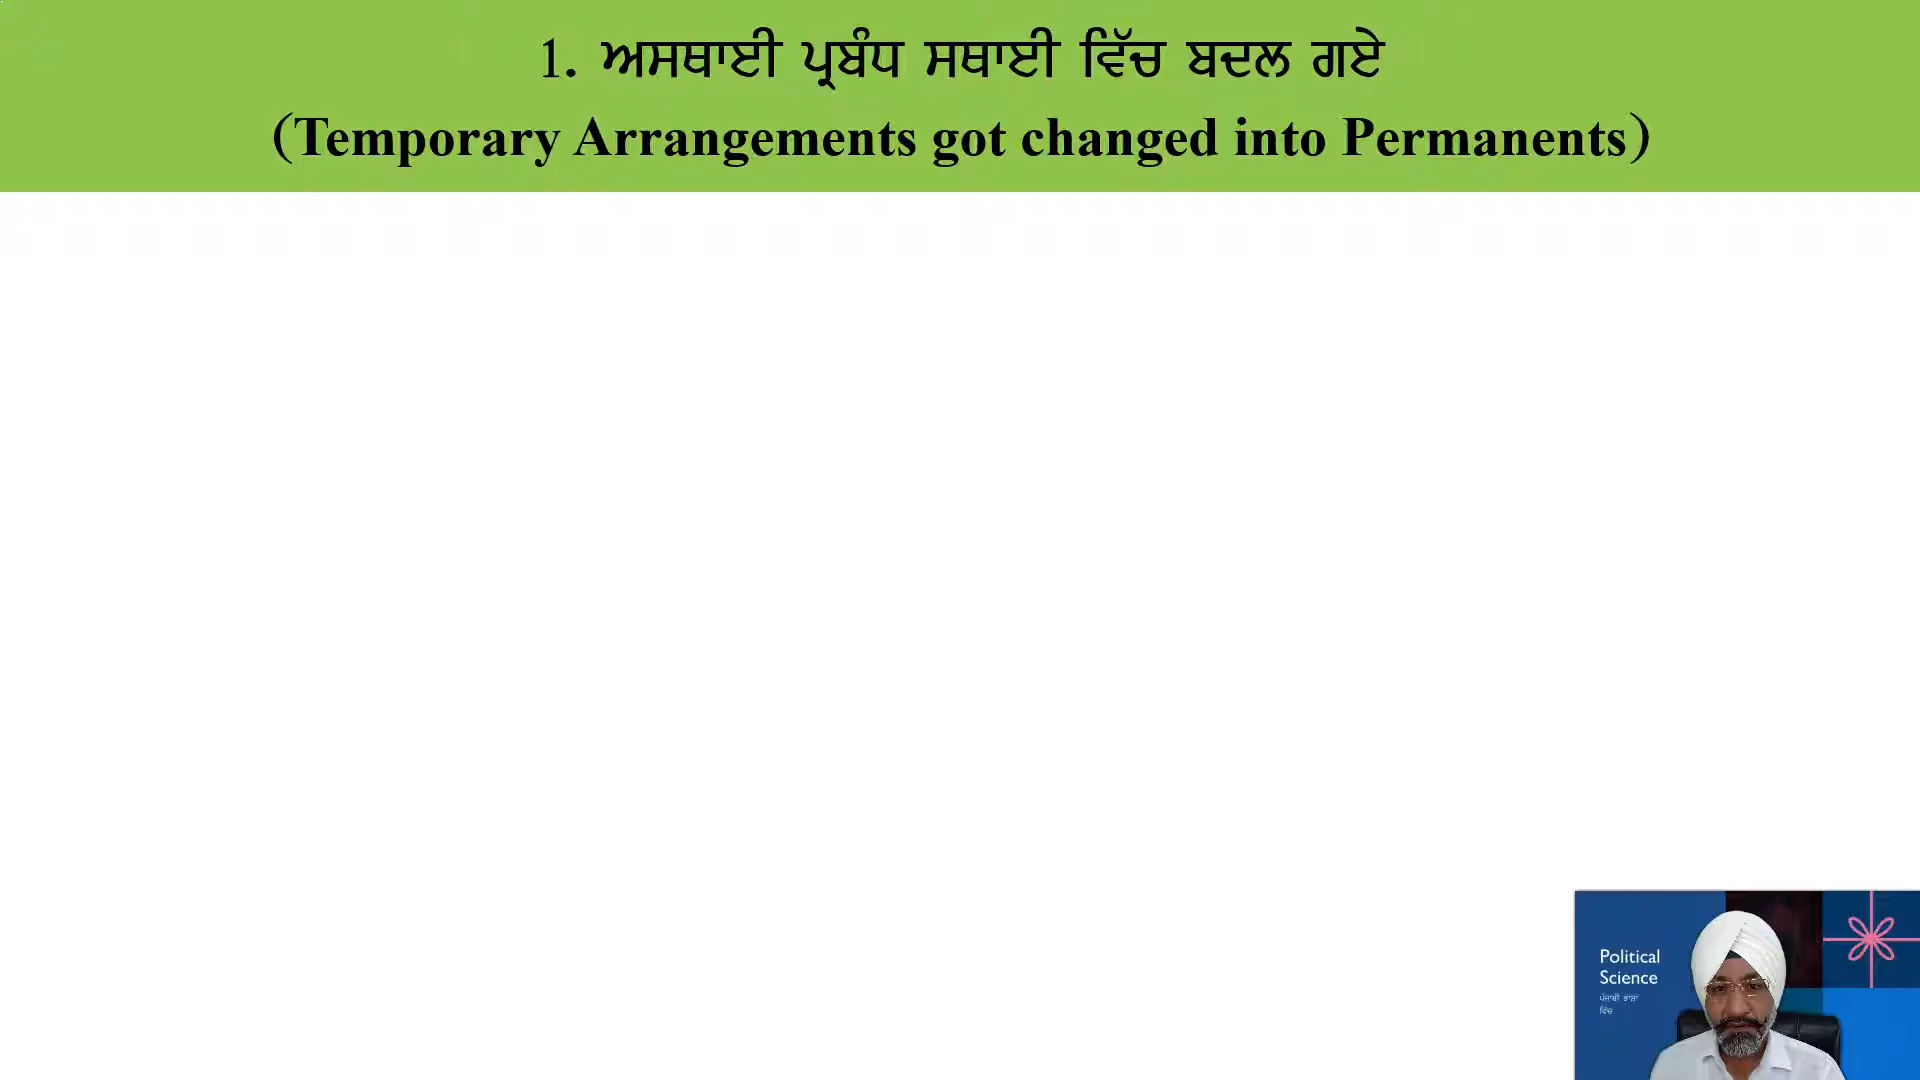 1. ਅਸਥਾਈ ਪ੍ਰਬੰਧ ਸਥਾਈ ਵਿੱਚ ਬਦਲ ਗਏ
(Temporary Arrangements got changed into Permanents)
Political
Science
ਪੰਜਾਬੀ ਭਾਸ਼ਾ
ਵਿੱਚ